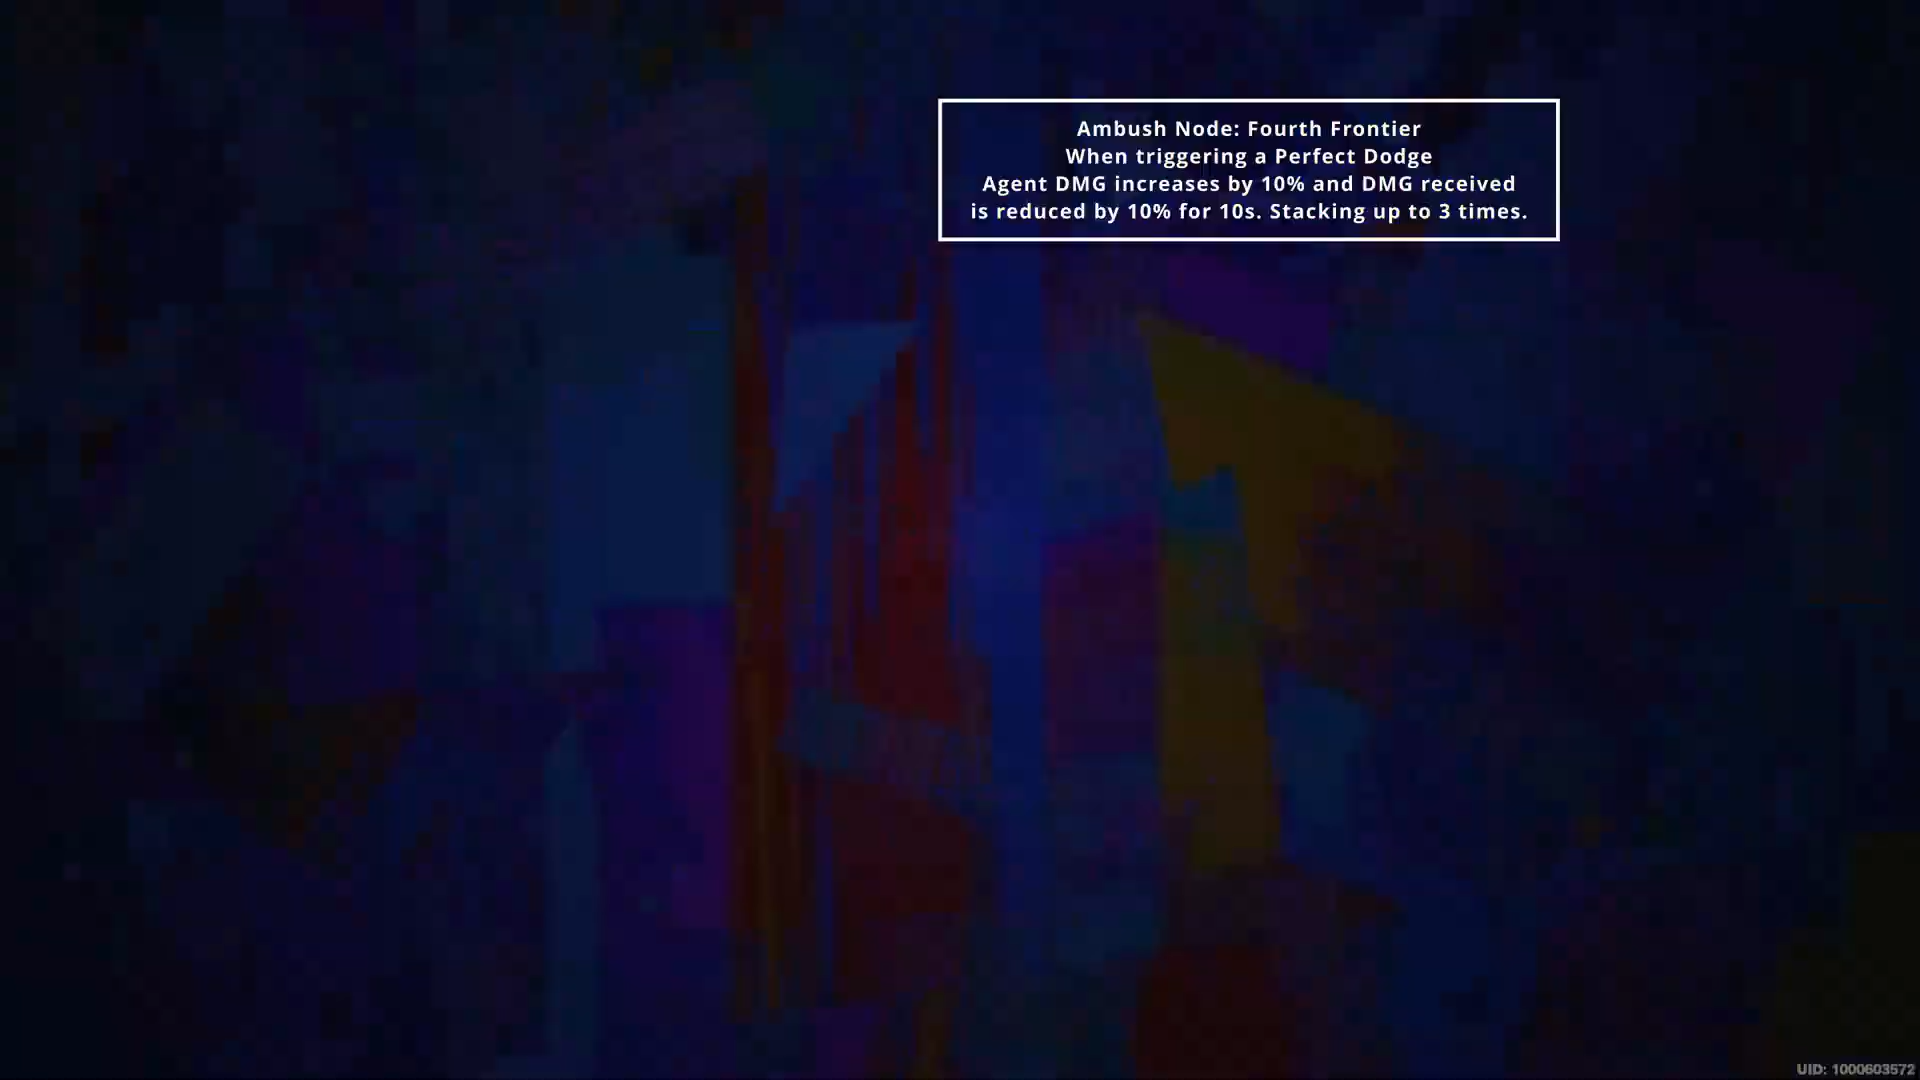 Ambush Node: Fourth Frontier
When triggering a Perfect Dodge
Agent DMG increases by 10% and DMG received
is reduced by 10% for 10s. Stacking up to 3 times.
UID: 1000603572